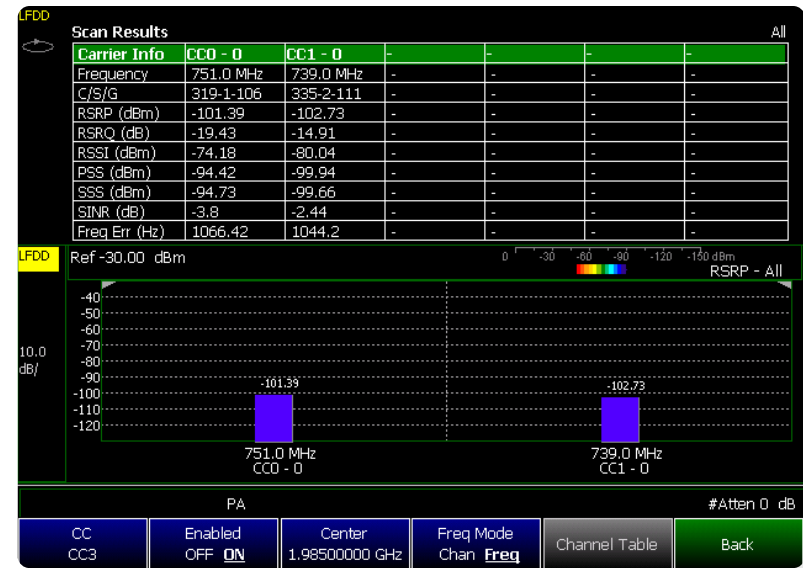 LFDD
Scan Results All
Carrier Info CC0 - 0 CC1 - 0 - - - -
Frequency 751.0 MHz 739.0 MHz - - - -
C/S/G 319-1-106 335-2-111 - - - -
RSRP (dBm) -101.39 -102.73 - - - -
RSRQ (dB) -19.43 -14.91 - - - -
RSSI (dBm) -74.18 -80.04 - - - -
PSS (dBm) -94.42 -99.94 - - - -
SSS (dBm) -94.73 -99.66 - - - -
SINR (dB) -3.8 -2.44 - - - -
Freq Err (Hz) 1066.42 1044.2 - - - -
LFDD Ref -30.00 dBm 0 -30 -60 -90 -120 -150 dBm
RSRP - All
-40
-50
-60
10.0 -70
dB/ -80
-90
-101.39 -102.73
-100
-110
-120
751.0 MHz 739.0 MHz
CC0 - 0 CC1 - 0
PA #Atten 0 dB
CC Enabled Center Freq Mode Channel Table Back
CC3 OFF ON 1.98500000 GHz Chan Freq